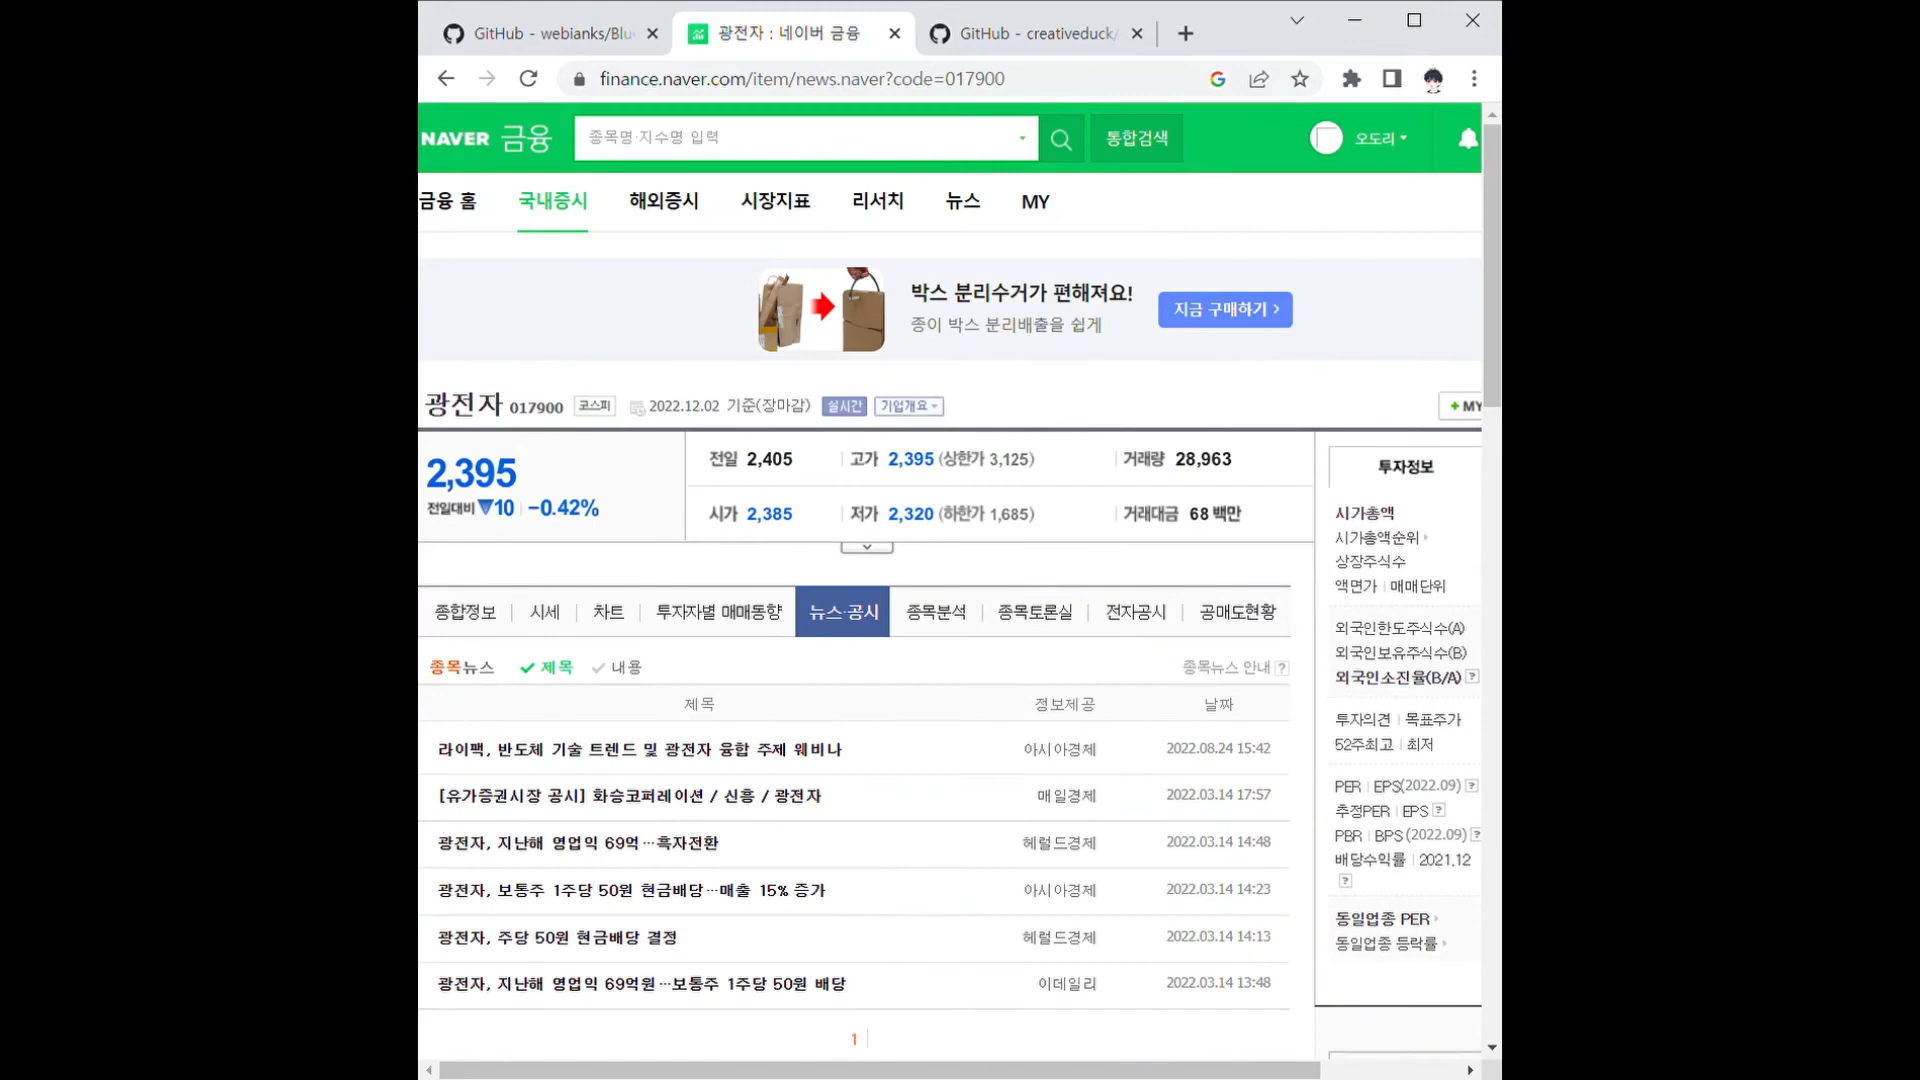 GitHub - webianks/Blu
광전자 : 네이버 금융
GitHub - creativeduck/
finance.naver.com/item/news.naver?code=017900
NAVER 금융
종목명·지수명 입력
통합검색
오도리
금융 홈 국내증시 해외증시 시장지표 리서치 뉴스 MY
박스 분리수거가 편해져요!
종이 박스 분리배출을 쉽게
지금 구매하기 >
광전자 017900 코스피 2022.12.02 기준(장마감) 실시간 기업개요
+ MY
2,395
전일대비 ▼10 -0.42%
전일 2,405 고가 2,395 (상한가 3,125) 거래량 28,963
시가 2,385 저가 2,320 (하한가 1,685) 거래대금 68 백만
종합정보 시세 차트 투자자별 매매동향 뉴스·공시 종목분석 종목토론실 전자공시 공매도현황
종목뉴스 제목 내용 종목뉴스 안내 ?
제목 정보제공 날짜
라이팩, 반도체 기술 트렌드 및 광전자 융합 주제 웨비나 아시아경제 2022.08.24 15:42
[유가증권시장 공시] 화승코퍼레이션 / 신흥 / 광전자 매일경제 2022.03.14 17:57
광전자, 지난해 영업익 69억…흑자전환 헤럴드경제 2022.03.14 14:48
광전자, 보통주 1주당 50원 현금배당…매출 15% 증가 아시아경제 2022.03.14 14:23
광전자, 주당 50원 현금배당 결정 헤럴드경제 2022.03.14 14:13
광전자, 지난해 영업익 69억원…보통주 1주당 50원 배당 이데일리 2022.03.14 13:48
1
투자정보
시가총액
시가총액순위
상장주식수
액면가 | 매매단위
외국인한도주식수(A)
외국인보유주식수(B)
외국인소진율(B/A) ?
투자의견 | 목표주가
52주최고 | 최저
PER | EPS(2022.09) ?
추정PER | EPS ?
PBR | BPS (2022.09) ?
배당수익률 | 2021.12
?
동일업종 PER
동일업종 등락률